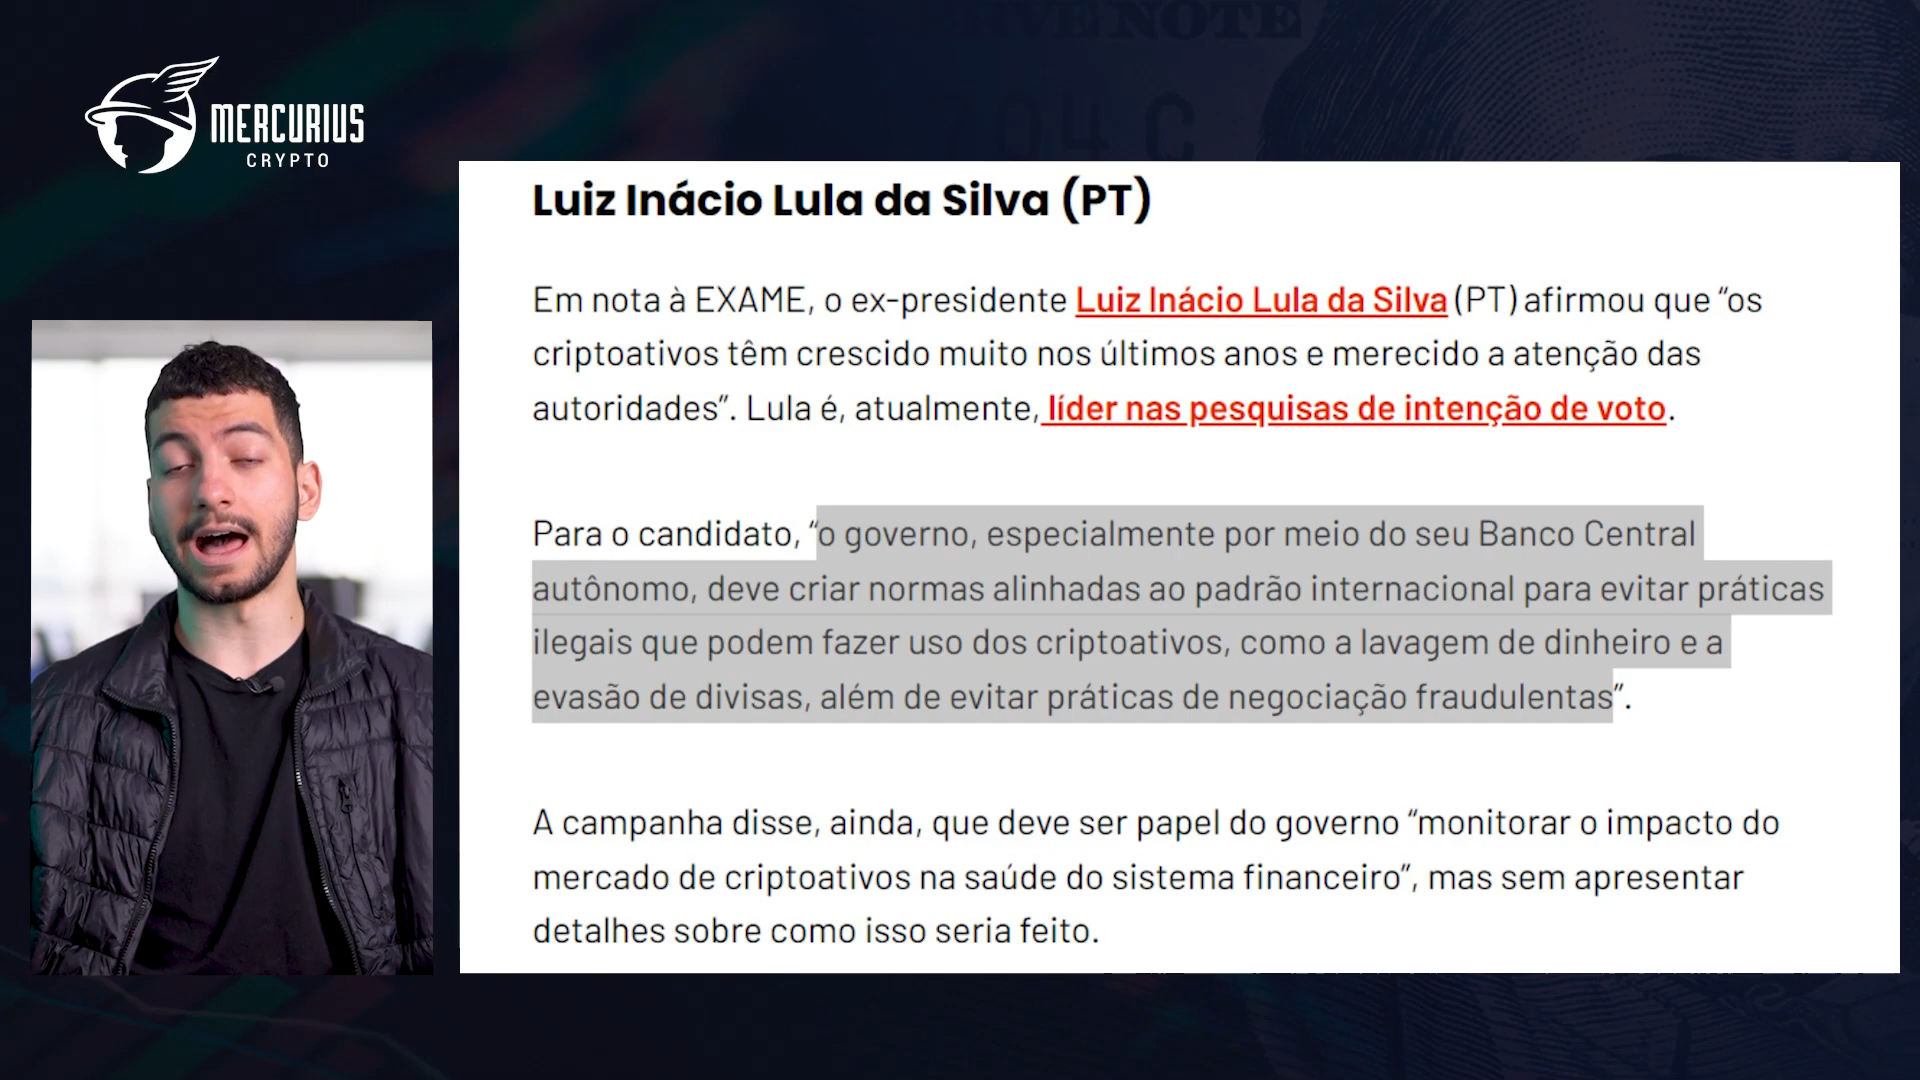 MERCURIUS
CRYPTO
Luiz Inácio Lula da Silva (PT)
Em nota à EXAME, o ex-presidente Luiz Inácio Lula da Silva (PT) afirmou que “os
criptoativos têm crescido muito nos últimos anos e merecido a atenção das
autoridades”. Lula é, atualmente, líder nas pesquisas de intenção de voto.
Para o candidato, “o governo, especialmente por meio do seu Banco Central
autônomo, deve criar normas alinhadas ao padrão internacional para evitar práticas
ilegais que podem fazer uso dos criptoativos, como a lavagem de dinheiro e a
evasão de divisas, além de evitar práticas de negociação fraudulentas”.
A campanha disse, ainda, que deve ser papel do governo “monitorar o impacto do
mercado de criptoativos na saúde do sistema financeiro”, mas sem apresentar
detalhes sobre como isso seria feito.